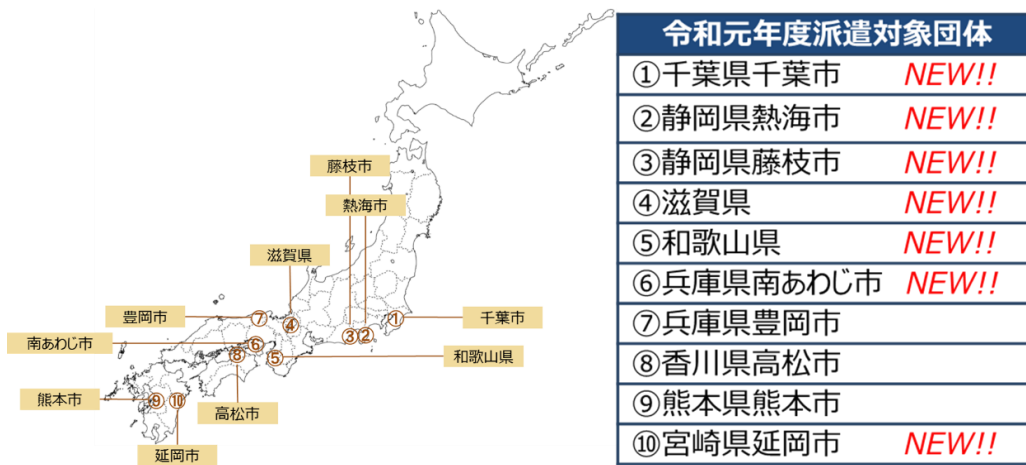 藤枝市
熱海市
滋賀県
豊岡市
千葉市
南あわじ市
和歌山県
熊本市
高松市
延岡市
⑦
④
①
③
②
⑥
⑧
⑤
⑨
⑩
令和元年度派遣対象団体
①千葉県千葉市 NEW!!
②静岡県熱海市 NEW!!
③静岡県藤枝市 NEW!!
④滋賀県 NEW!!
⑤和歌山県 NEW!!
⑥兵庫県南あわじ市 NEW!!
⑦兵庫県豊岡市
⑧香川県高松市
⑨熊本県熊本市
⑩宮崎県延岡市 NEW!!